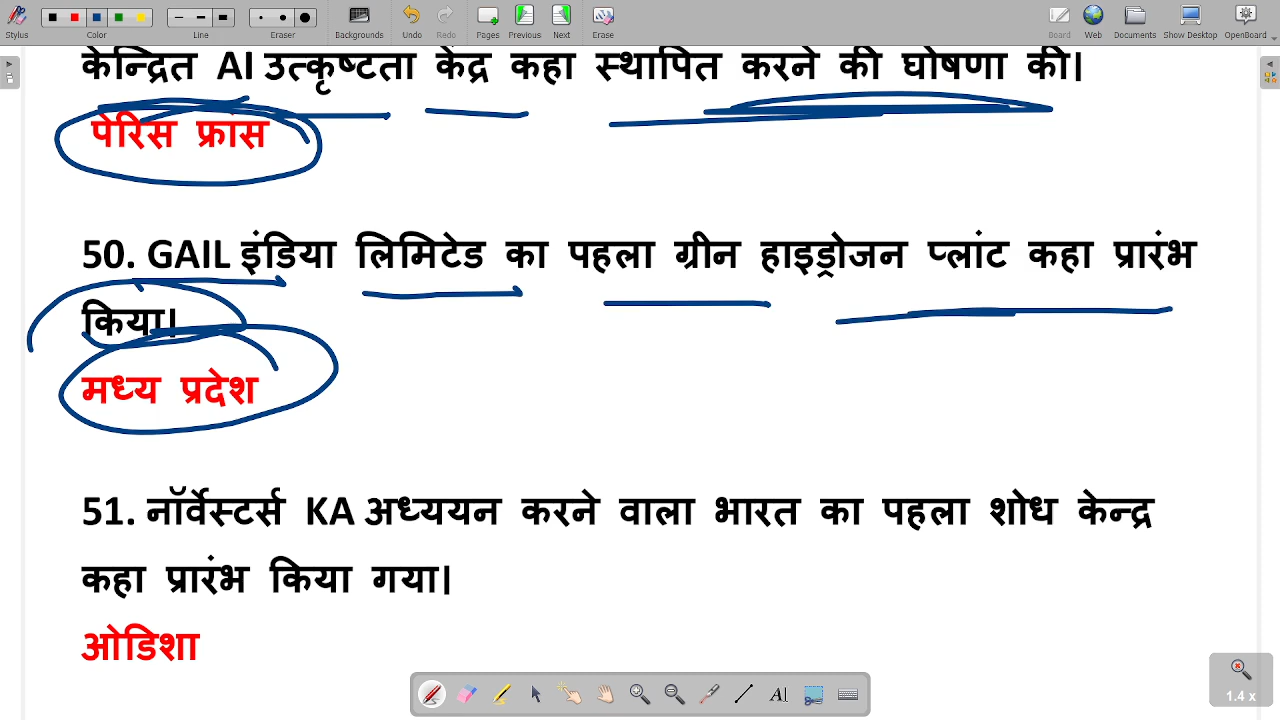 Stylus Color Line Eraser Backgrounds Undo Redo Pages Previous Next Erase Board Web Documents Show Desktop OpenBoard
केन्द्रित AI उत्कृष्टता केंद्र कहा स्थापित करने की घोषणा की।
पेरिस फ्रांस
50. GAIL इंडिया लिमिटेड का पहला ग्रीन हाइड्रोजन प्लांट कहा प्रारंभ
किया।
मध्य प्रदेश
51. नॉर्वेस्टर्स KA अध्ययन करने वाला भारत का पहला शोध केन्द्र
कहा प्रारंभ किया गया।
ओडिशा
AI
1.4 x